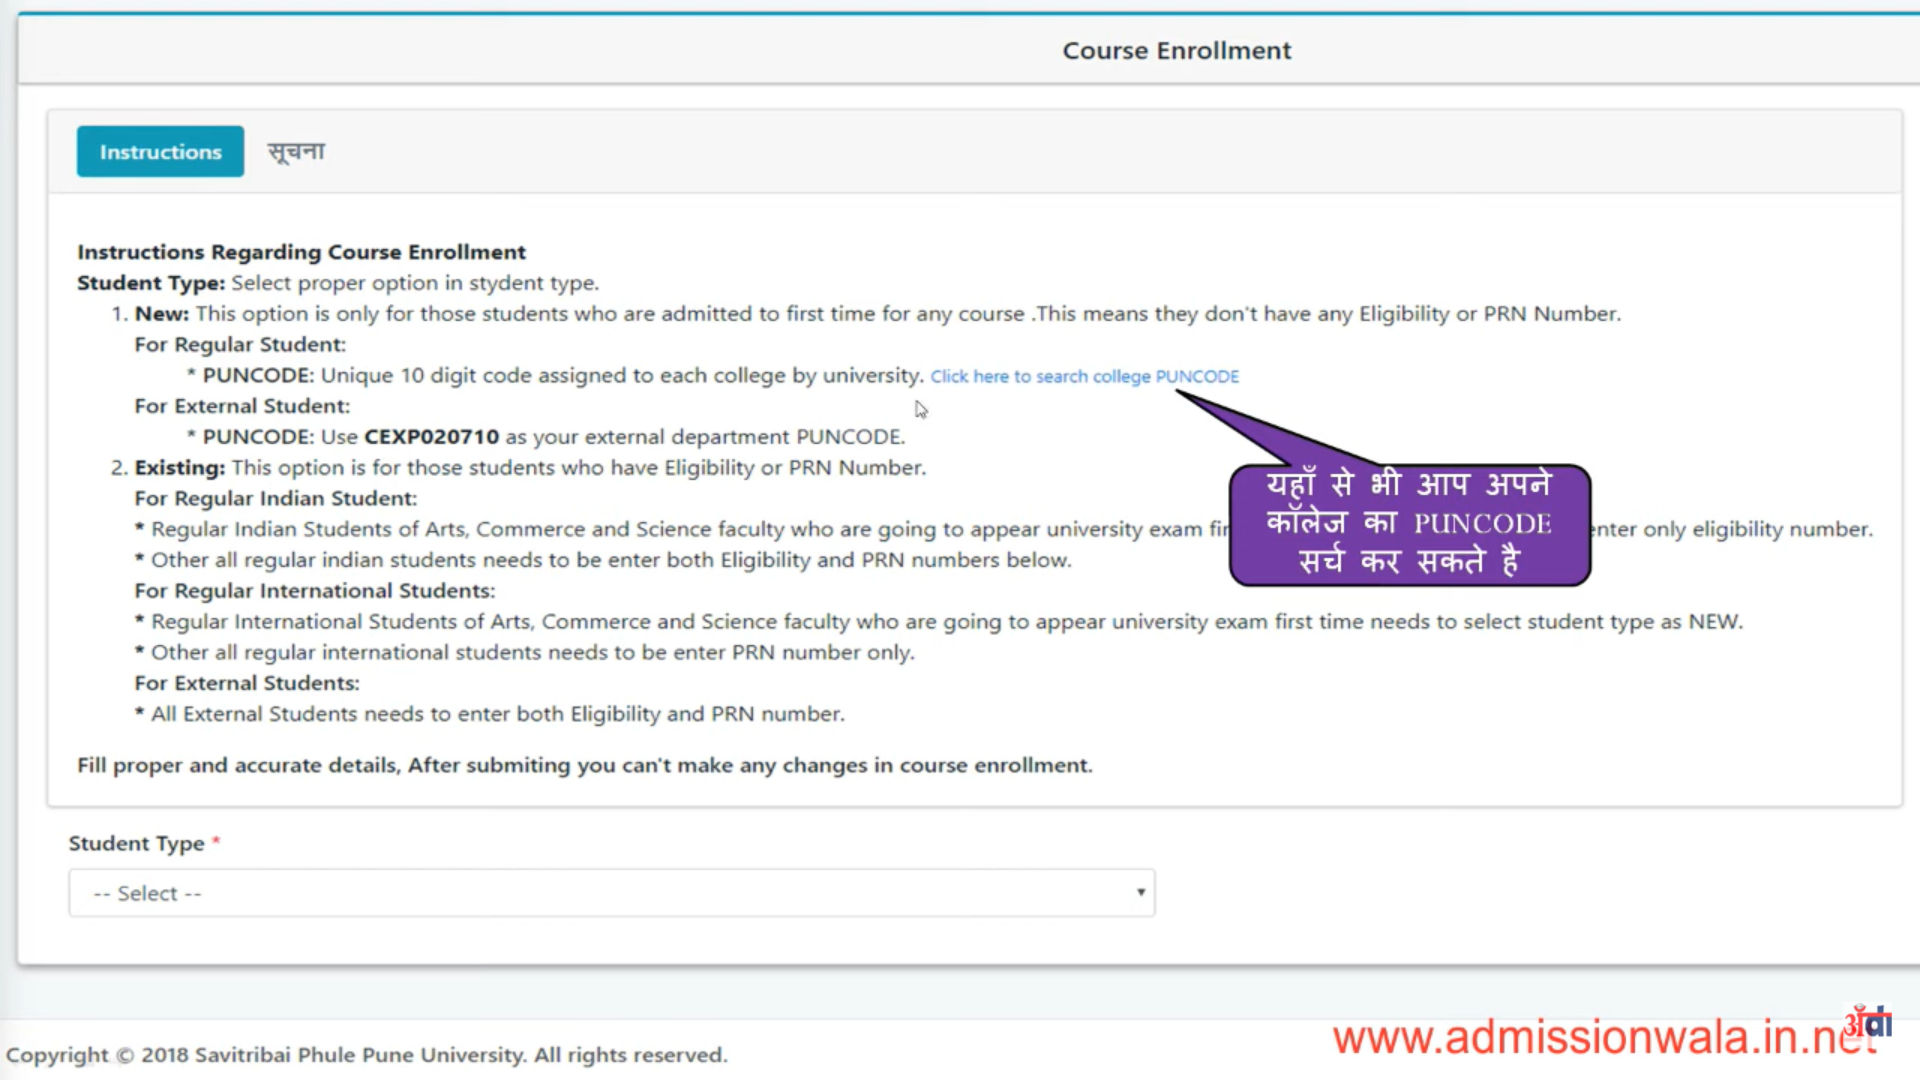 Course Enrollment
Instructions सूचना
Instructions Regarding Course Enrollment
Student Type: Select proper option in stydent type.
1. New: This option is only for those students who are admitted to first time for any course .This means they don't have any Eligibility or PRN Number.
For Regular Student:
* PUNCODE: Unique 10 digit code assigned to each college by university. Click here to search college PUNCODE
For External Student:
* PUNCODE: Use CEXP020710 as your external department PUNCODE.
2. Existing: This option is for those students who have Eligibility or PRN Number.
For Regular Indian Student:
* Regular Indian Students of Arts, Commerce and Science faculty who are going to appear university exam enter only eligibility number.
* Other all regular indian students needs to be enter both Eligibility and PRN numbers below.
यहाँ से भी आप अपने
कॉलेज का PUNCODE
सर्च कर सकते है
For Regular International Students:
* Regular International Students of Arts, Commerce and Science faculty who are going to appear university exam first time needs to select student type as NEW.
* Other all regular international students needs to be enter PRN number only.
For External Students:
* All External Students needs to enter both Eligibility and PRN number.
Fill proper and accurate details, After submiting you can't make any changes in course enrollment.
Student Type *
-- Select --
www.admissionwala.in.net
Copyright © 2018 Savitribai Phule Pune University. All rights reserved.